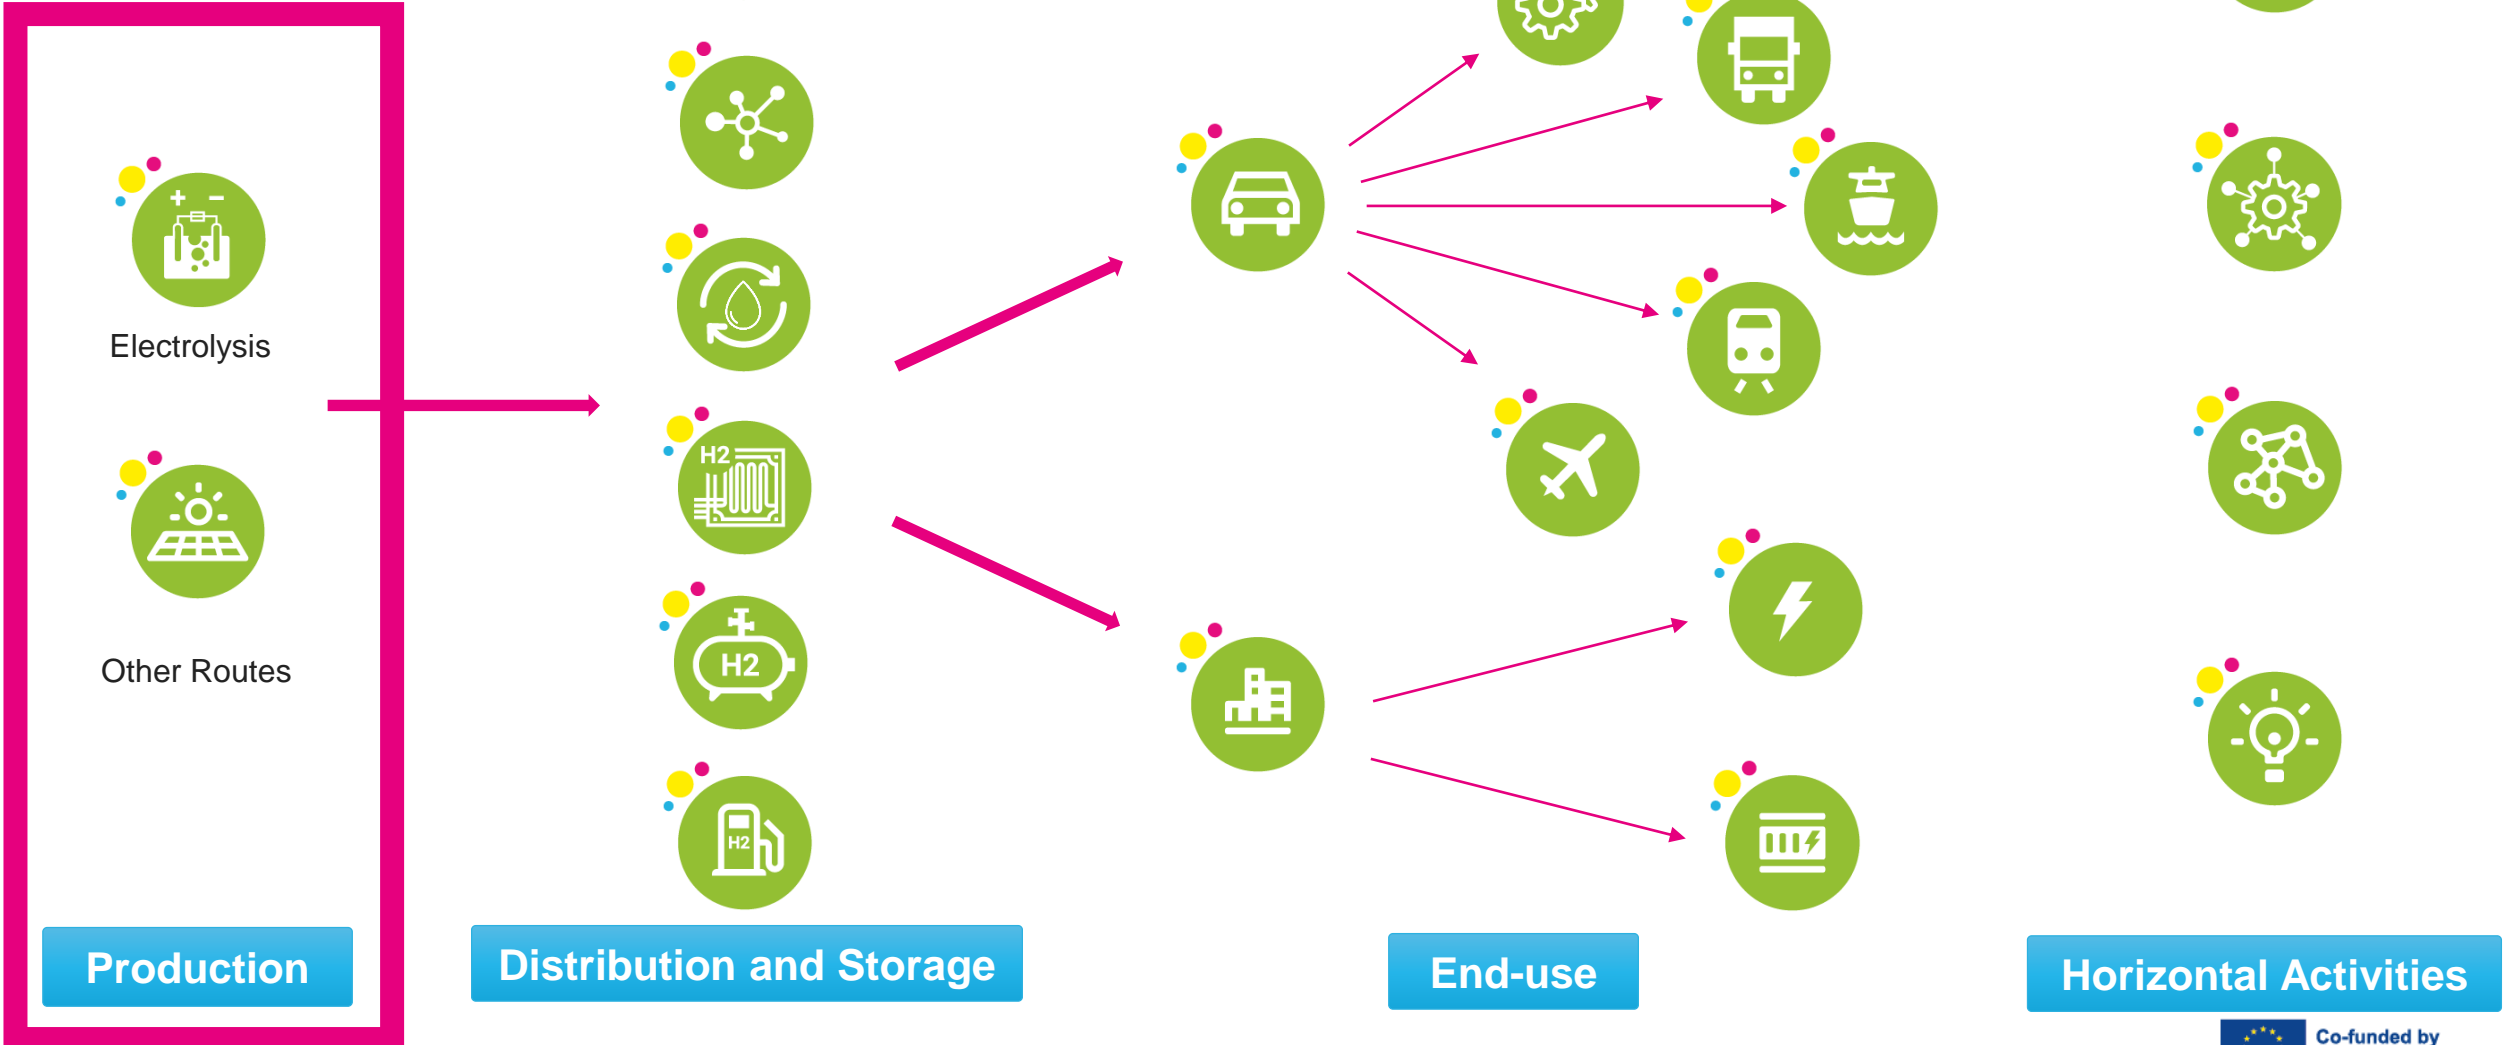 + −
Electrolysis
Other Routes
H2
H2
H2
Production
Distribution and Storage
End-use
Horizontal Activities
Co-funded by